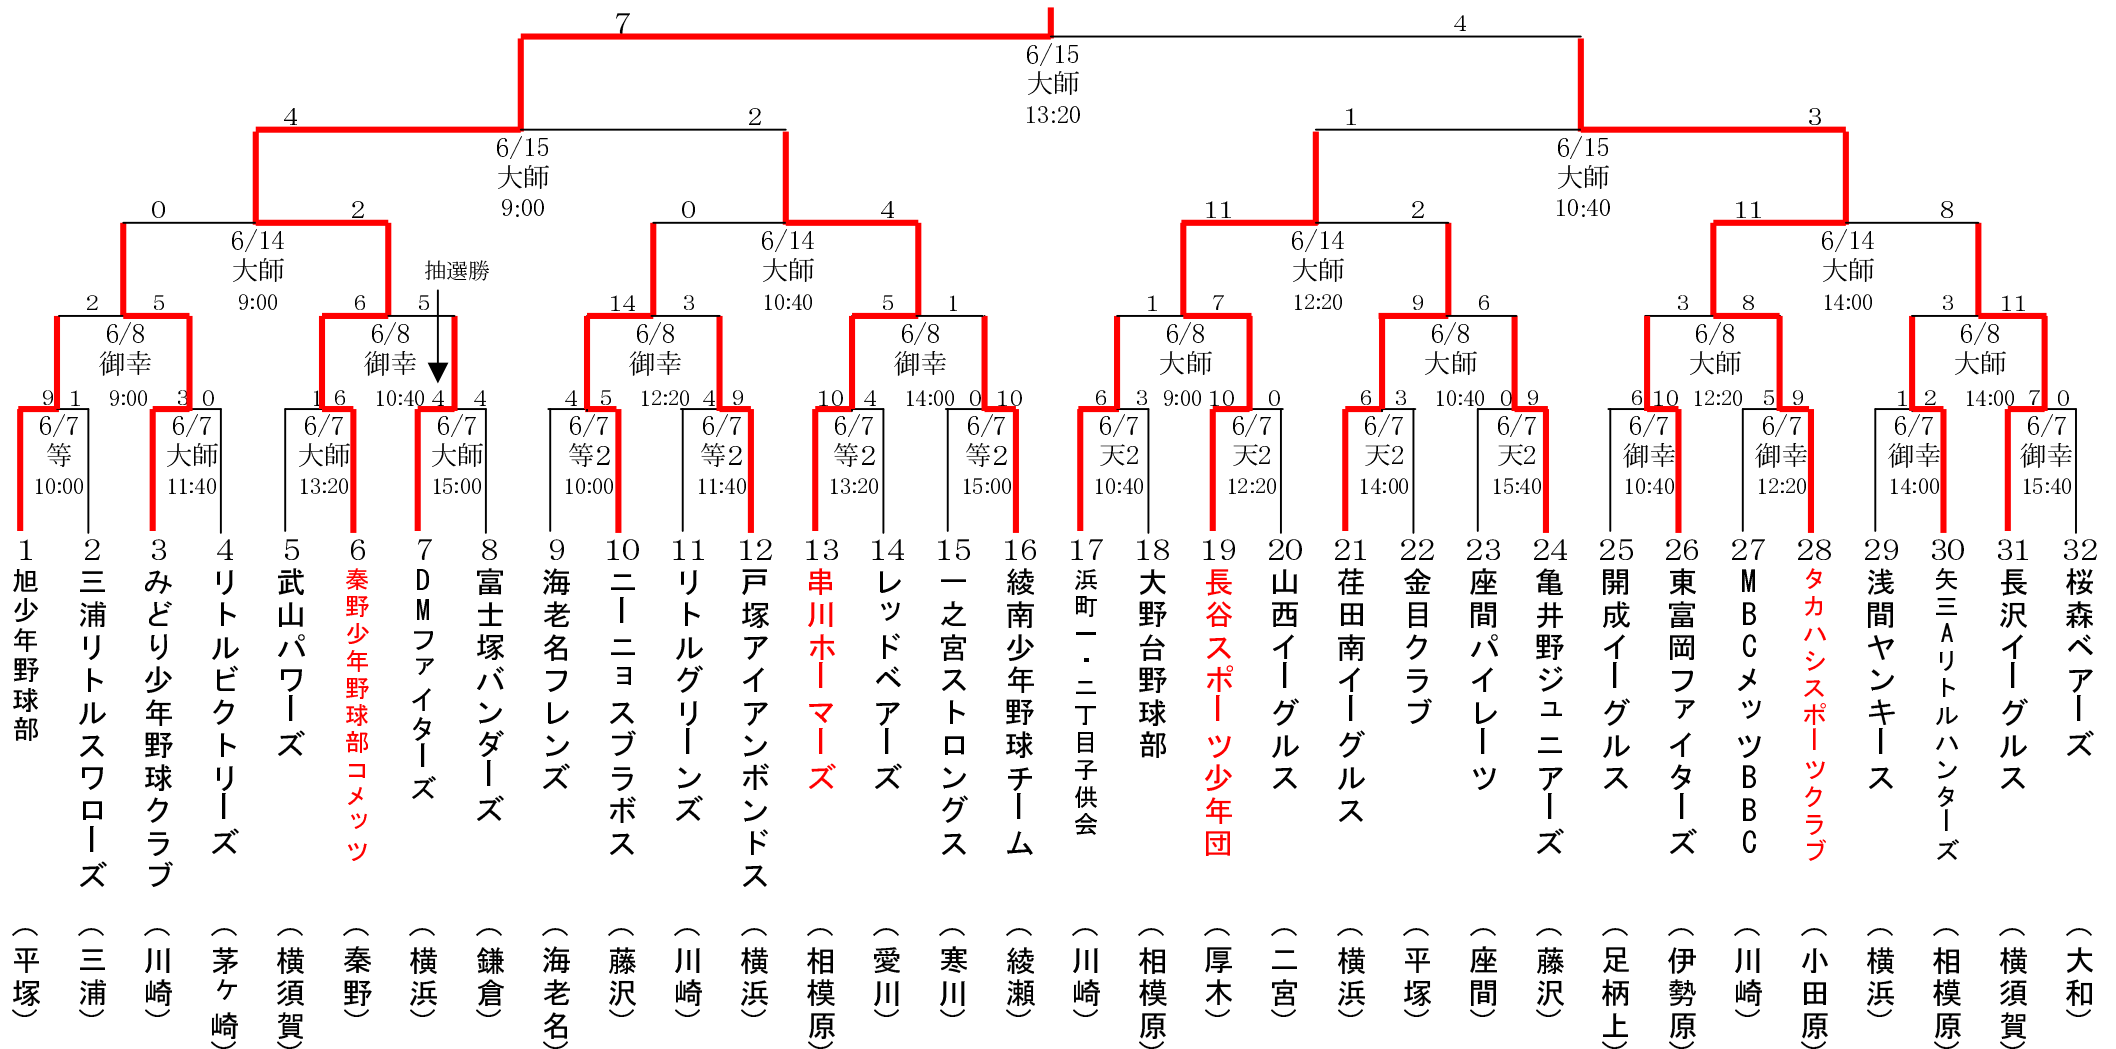 7 4
6/15
大師
13:20
4 2 1 3
6/15 6/15
大師 大師
9:00 10:40
0 2 0 4 11 2 11 8
6/14 6/14 6/14 6/14
大師 大師 大師 大師
9:00 10:40 12:20 14:00
抽選勝
2 5 6 5 14 3 5 1 1 7 9 6 3 8 3 11
6/8 6/8 6/8 6/8 6/8 6/8 6/8 6/8
御幸 御幸 御幸 御幸 大師 大師 大師 大師
9:00 10:40 12:20 14:00 9:00 10:40 12:20 14:00
9 1 3 0 1 6 4 4 4 5 4 9 10 4 0 10 6 3 10 0 6 3 0 9 6 10 5 9 1 2 7 0
6/7 6/7 6/7 6/7 6/7 6/7 6/7 6/7 6/7 6/7 6/7 6/7 6/7 6/7 6/7 6/7
等 大師 大師 大師 等2 等2 等2 等2 天2 天2 天2 天2 御幸 御幸 御幸 御幸
10:00 11:40 13:20 15:00 10:00 11:40 13:20 15:00 10:40 12:20 14:00 15:40 10:40 12:20 14:00 15:40
1 旭少年野球部 （平塚）
2 三浦リトルスワローズ （三浦）
3 みどり少年野球クラブ （川崎）
4 リトルビクトリーズ （茅ケ崎）
5 武山パワーズ （横須賀）
6 秦野少年野球部コメッツ （秦野）
7 DMファイターズ （横浜）
8 富士塚バンダーズ （鎌倉）
9 海老名フレンズ （海老名）
10 ニーニョスブラボス （藤沢）
11 リトルグリーンズ （川崎）
12 戸塚アイアンボンドス （横浜）
13 串川ホーマーズ （相模原）
14 レッドベアーズ （愛川）
15 一之宮ストロングス （寒川）
16 綾南少年野球チーム （綾瀬）
17 浜町一・二丁目子供会 （川崎）
18 大野台野球部 （相模原）
19 長谷スポーツ少年団 （厚木）
20 山西イーグルス （二宮）
21 荏田南イーグルス （横浜）
22 金目クラブ （平塚）
23 座間パイレーツ （座間）
24 亀井野ジュニアーズ （藤沢）
25 開成イーグルス （足柄上）
26 東富岡ファイターズ （伊勢原）
27 MBCメッツBBC （川崎）
28 タカハシスポーツクラブ （小田原）
29 浅間ヤンキース （横浜）
30 矢三Aリトルハンターズ （相模原）
31 長沢イーグルス （横須賀）
32 桜森ベアーズ （大和）